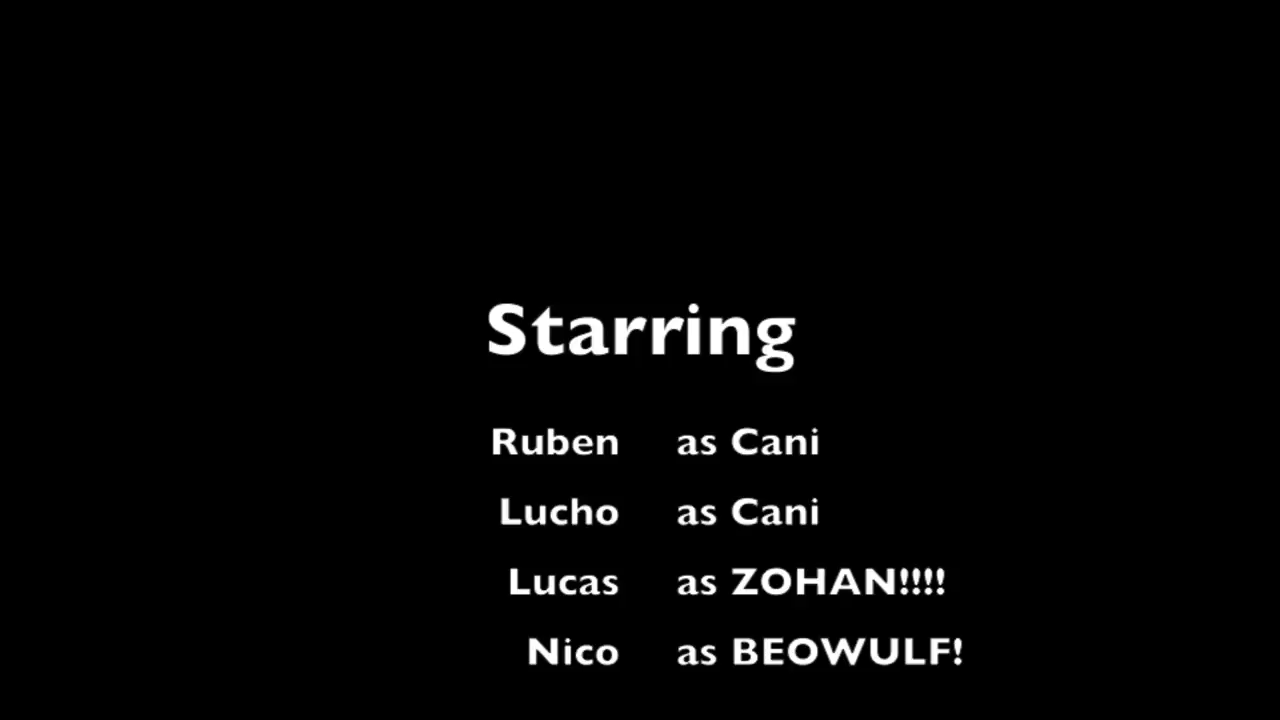 Starring
Ruben as Cani
Lucho as Cani
Lucas as ZOHAN!!!!
Nico as BEOWULF!